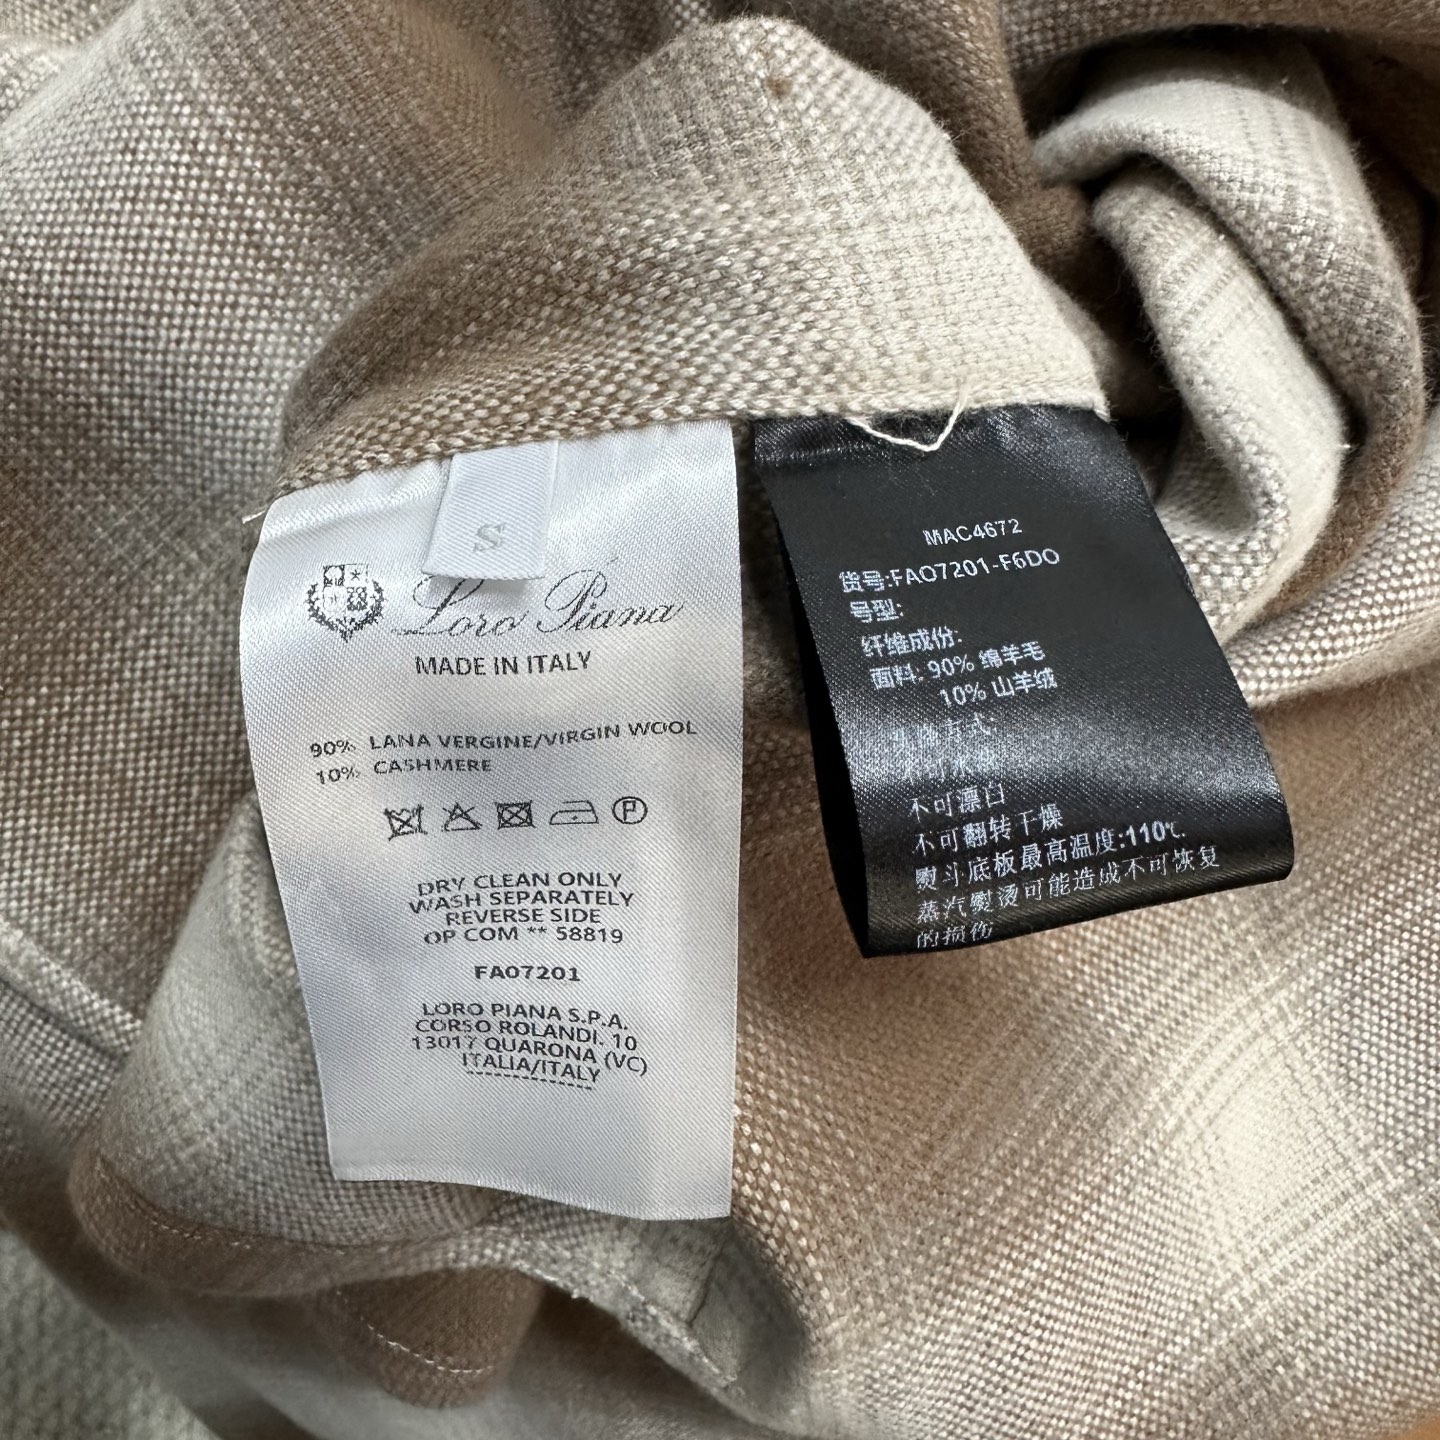 S
Loro Piana
MADE IN ITALY
90% LANA VERGINE/VIRGIN WOOL
10% CASHMERE
P
DRY CLEAN ONLY
WASH SEPARATELY
REVERSE SIDE
OP COM ** 58819
FAO7201
LORO PIANA S.P.A.
CORSO ROLANDI. 10
13017 QUARONA (VC)
ITALIA/ITALY
MAC4672
货号:FAO7201-F6DO
号型:
纤维成份:
面料: 90% 绵羊毛
10% 山羊绒
不可漂白
不可翻转干燥
熨斗底板最高温度:110℃.
蒸汽熨烫可能造成不可恢复
的损伤